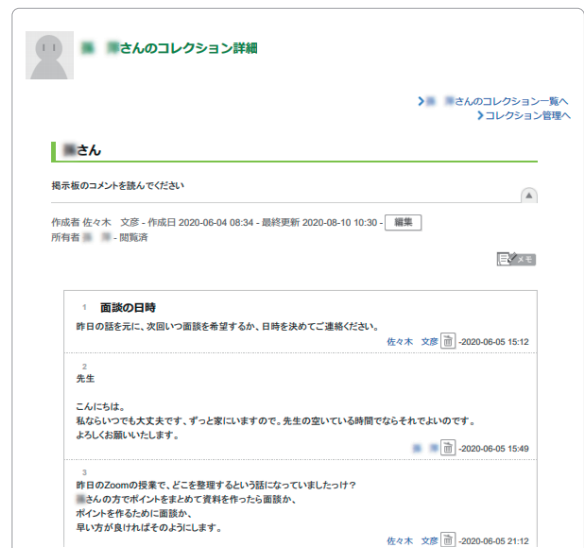 さんのコレクション詳細
さんのコレクション一覧へ
コレクション管理へ
さん
掲示板のコメントを読んでください
作成者 佐々木　文彦 - 作成日 2020-06-04 08:34 - 最終更新 2020-08-10 10:30 - 編集
所有者 - 閲覧済
メモ
1 面談の日時
昨日の話を元に、次回いつ面談を希望するか、日時を決めてご連絡ください。
佐々木　文彦 -2020-06-05 15:12
2
先生
こんにちは。
私ならいつでも大丈夫です、ずっと家にいますので。先生の空いている時間でならそれでよいのです。
よろしくお願いいたします。
-2020-06-05 15:49
3
昨日のZoomの授業で、どこを整理するという話になっていましたっけ？
さんの方でポイントをまとめて資料を作ったら面談か、
ポイントを作るために面談か、
早い方が良ければそのようにします。
佐々木　文彦 -2020-06-05 21:12